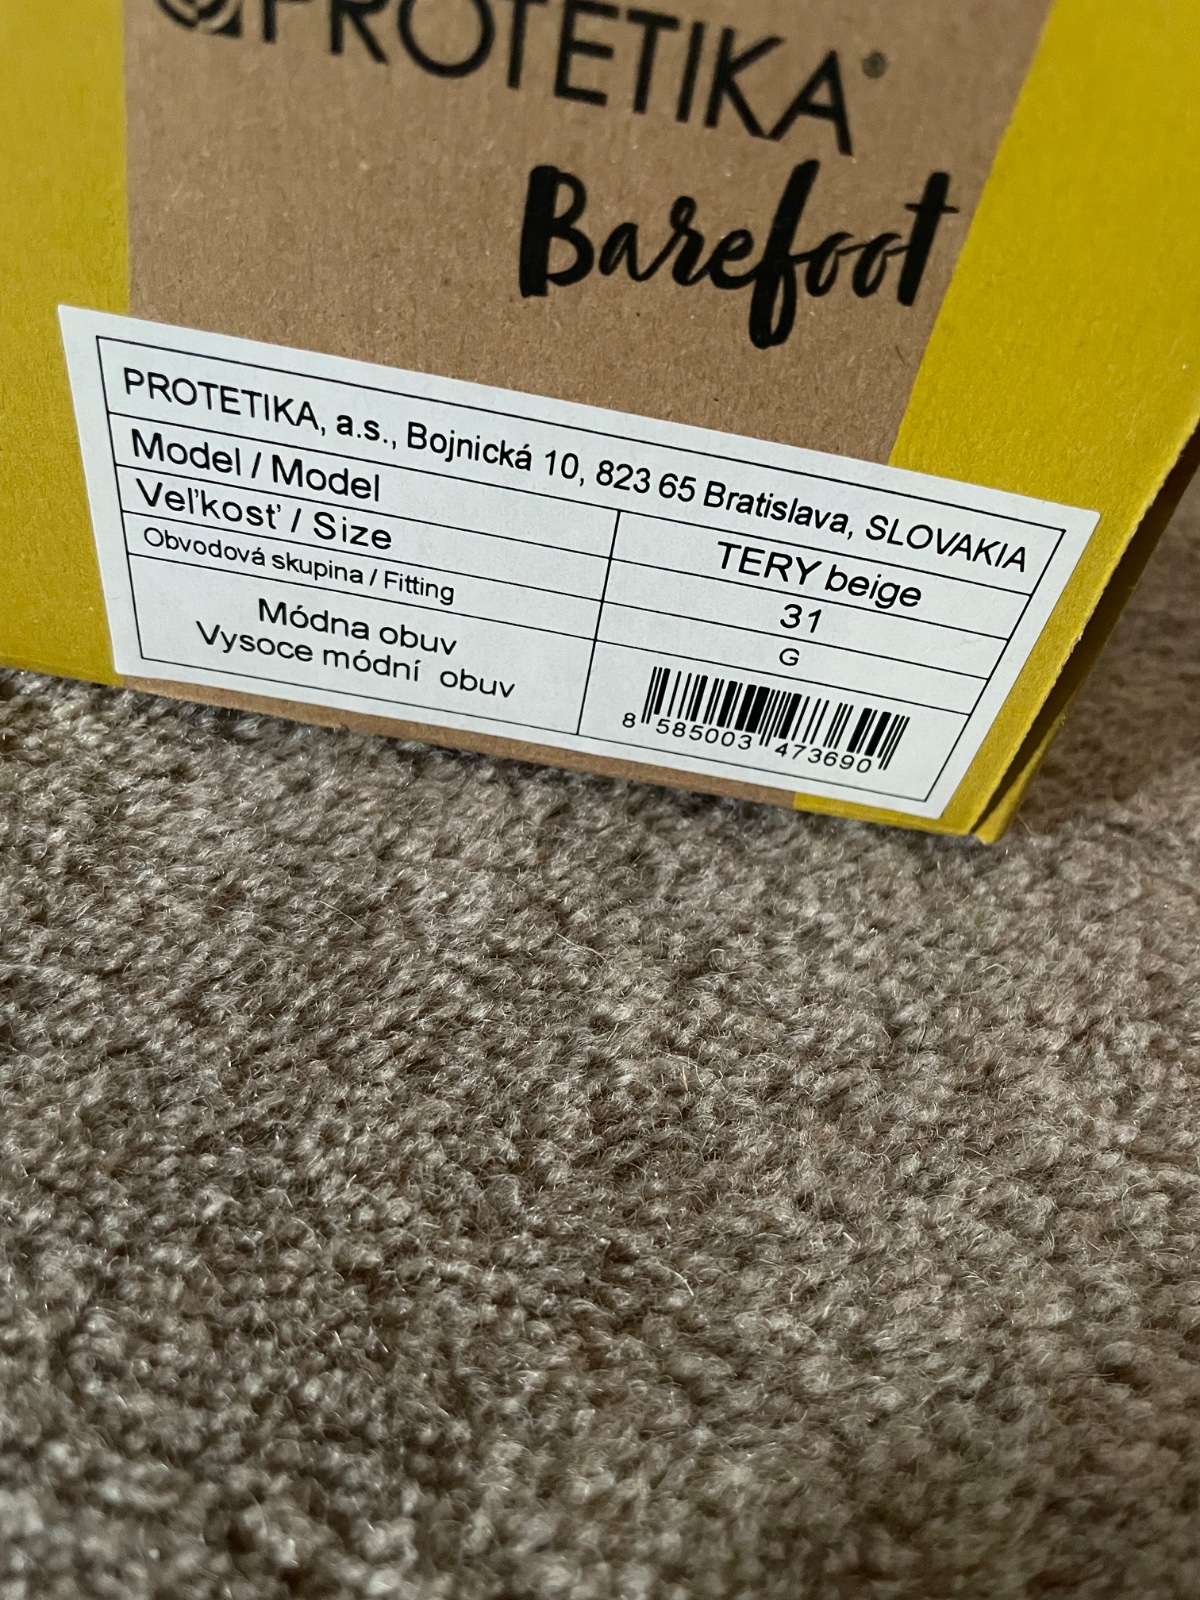 PROTETIKA®
Barefoot
PROTETIKA, a.s., Bojnická 10, 823 65 Bratislava, SLOVAKIA
Model / Model TERY beige
Veľkosť / Size 31
Obvodová skupina / Fitting G
Módna obuv
Vysoce módní obuv
8 585003 473690